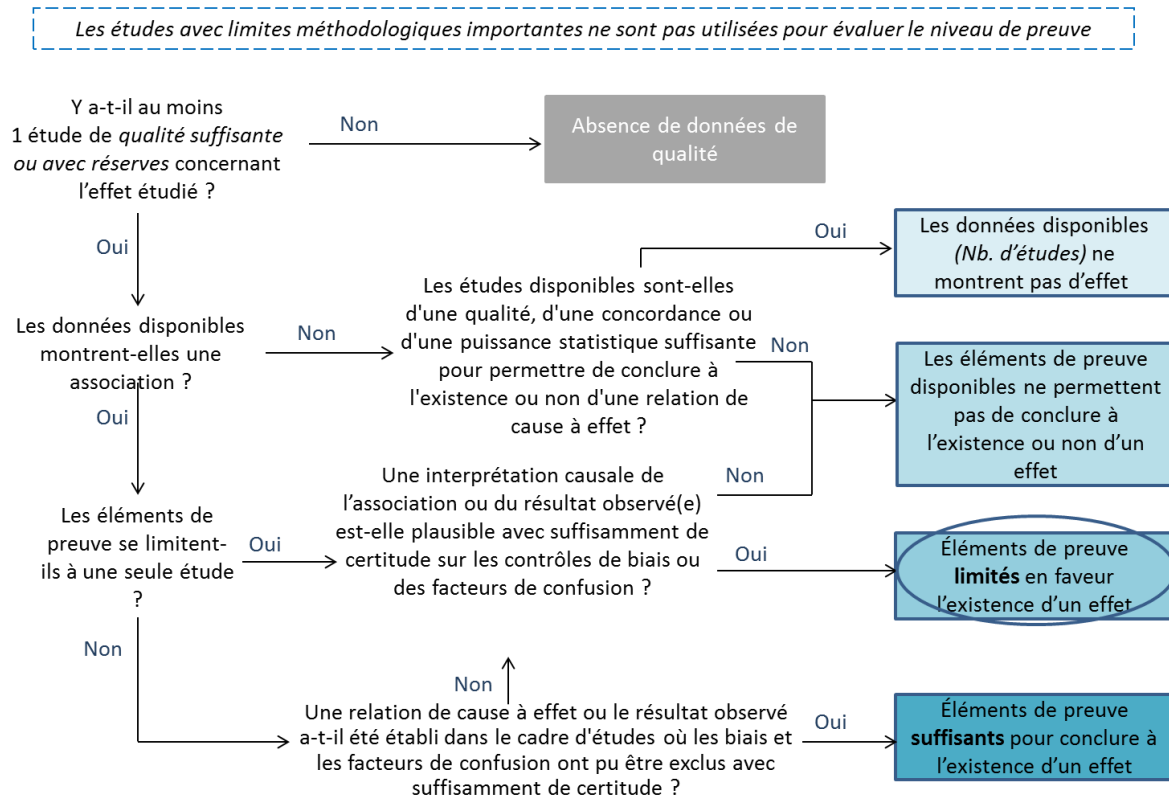 Les études avec limites méthodologiques importantes ne sont pas utilisées pour évaluer le niveau de preuve
Y a-t-il au moins
1 étude de qualité suffisante
ou avec réserves concernant
l’effet étudié ?
Non
Absence de données de
qualité
Oui
Oui
Les données disponibles
(Nb. d’études) ne
montrent pas d’effet
Les données disponibles
montrent-elles une
association ?
Non
Les études disponibles sont-elles
d'une qualité, d'une concordance ou
d'une puissance statistique suffisante
pour permettre de conclure à
l'existence ou non d'une relation de
cause à effet ?
Non
Les éléments de preuve
disponibles ne permettent
pas de conclure à
l’existence ou non d’un
effet
Oui
Les éléments de
preuve se limitent-
ils à une seule étude
?
Oui
Une interprétation causale de
l’association ou du résultat observé(e)
est-elle plausible avec suffisamment de
certitude sur les contrôles de biais ou
des facteurs de confusion ?
Non
Oui
Éléments de preuve
limités en faveur
l’existence d’un effet
Non
Non
Une relation de cause à effet ou le résultat observé
a-t-il été établi dans le cadre d'études où les biais et
les facteurs de confusion ont pu être exclus avec
suffisamment de certitude ?
Oui
Éléments de preuve
suffisants pour conclure à
l’existence d’un effet